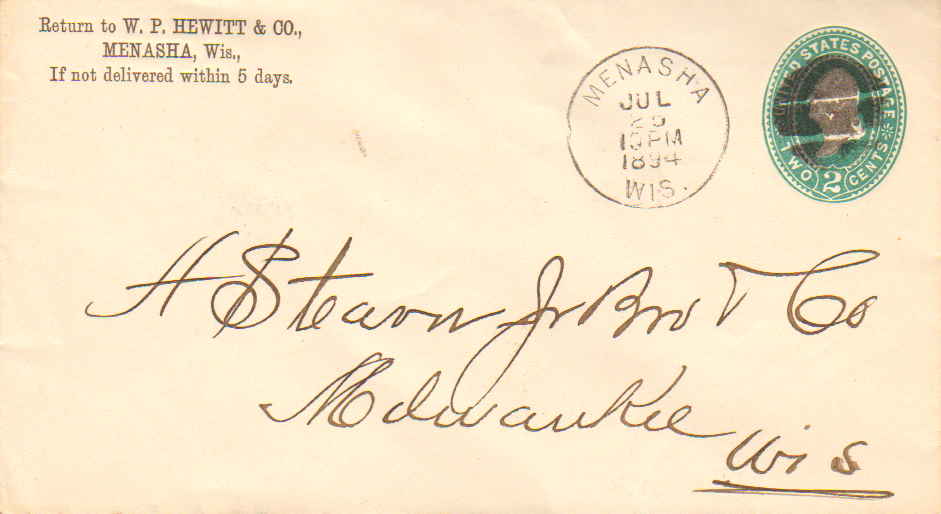 Return to W. P. HEWITT & CO.,
MENASHA, Wis.,
If not delivered within 5 days.
MENASHA
JUL
25
1894
WIS.
UNITED STATES POSTAGE
TWO 2 CENTS
H Stearn Jr Bro & Co
Milwaukee
Wis